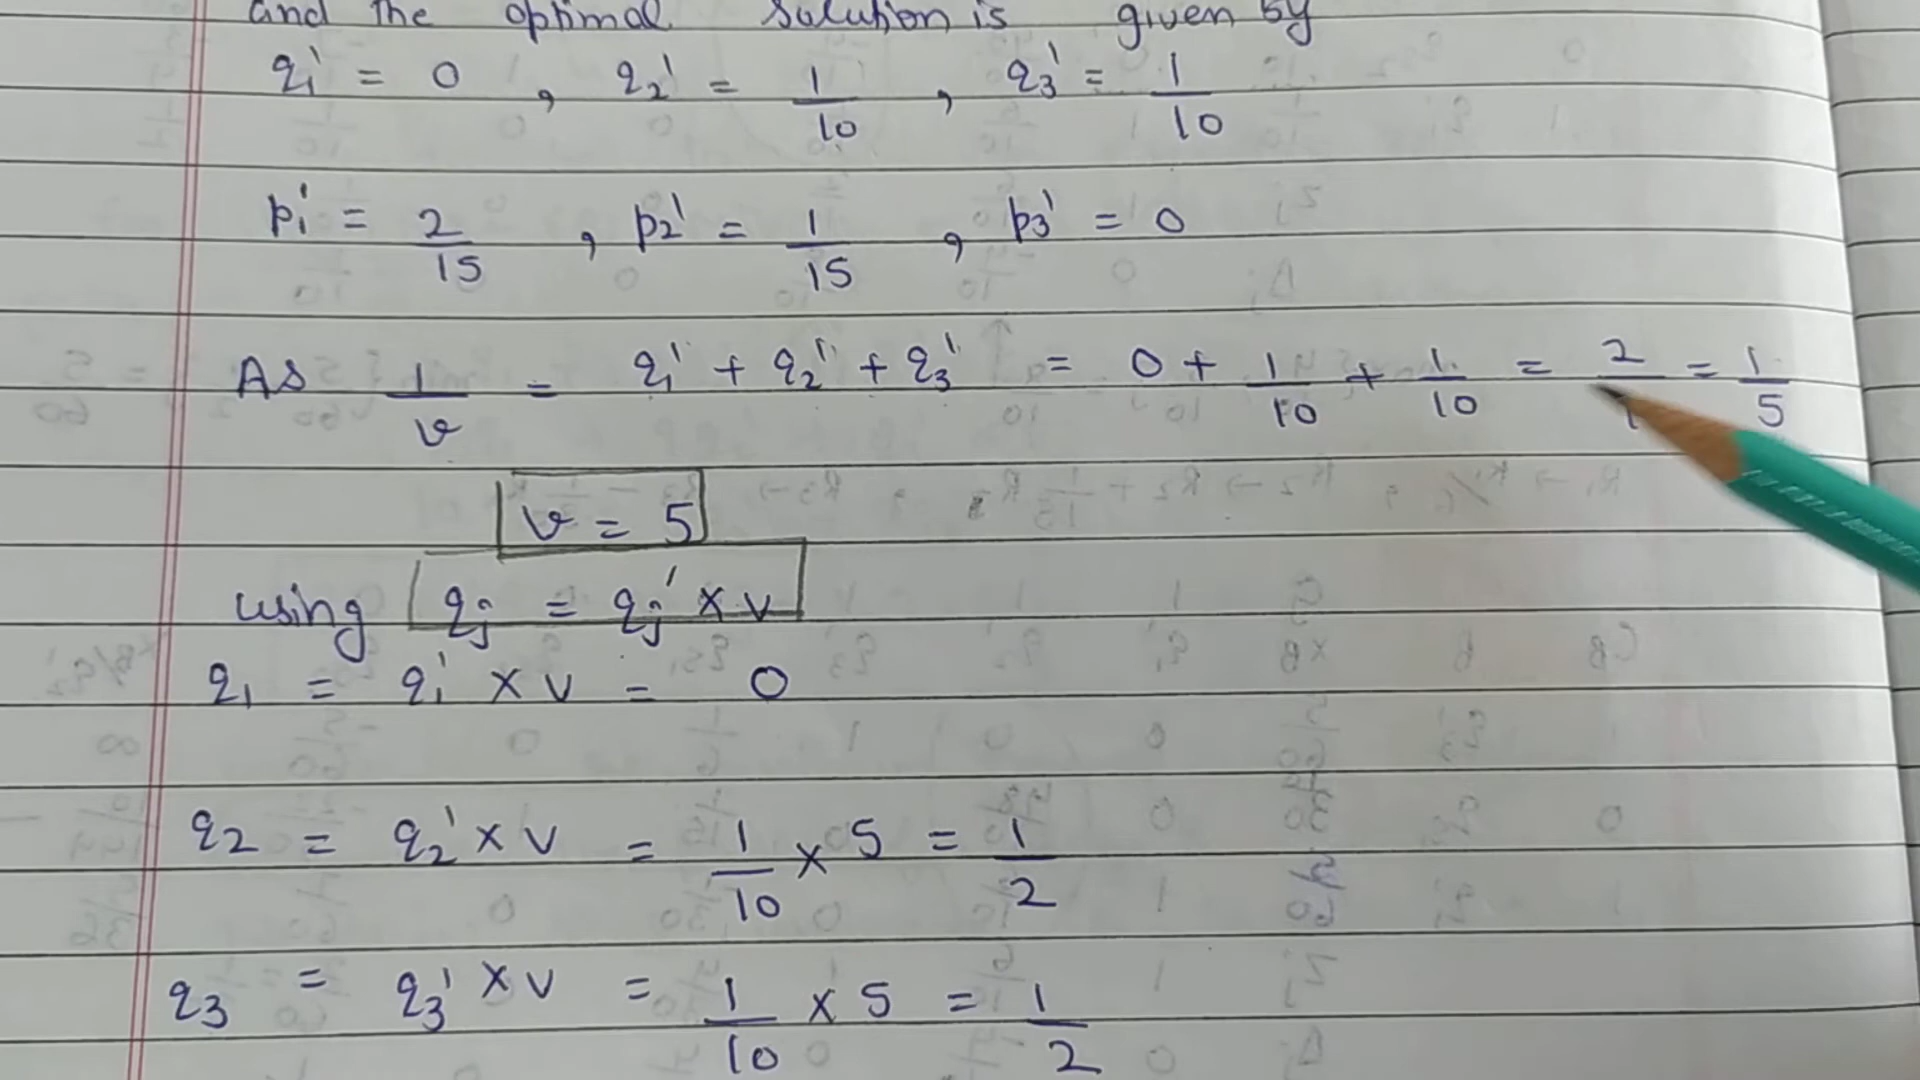 and the optimal solution is given by
q₁' = 0 , q₂' = 1/10 , q₃' = 1/10
p₁' = 2/15 , p₂' = 1/15 , p₃' = 0
As 1/v = q₁' + q₂' + q₃' = 0 + 1/10 + 1/10 = 2/1 = 1/5
v = 5
using qⱼ = qⱼ' × v
q₁ = q₁' × v = 0
q₂ = q₂' × v = 1/10 × 5 = 1/2
q₃ = q₃' × v = 1/10 × 5 = 1/2